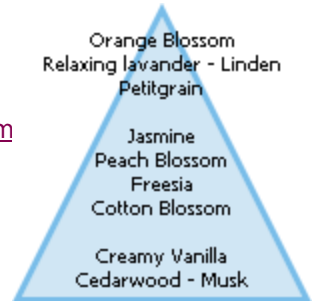 Orange Blossom
Relaxing lavander - Linden
Petitgrain
m
Jasmine
Peach Blossom
Freesia
Cotton Blossom
Creamy Vanilla
Cedarwood - Musk